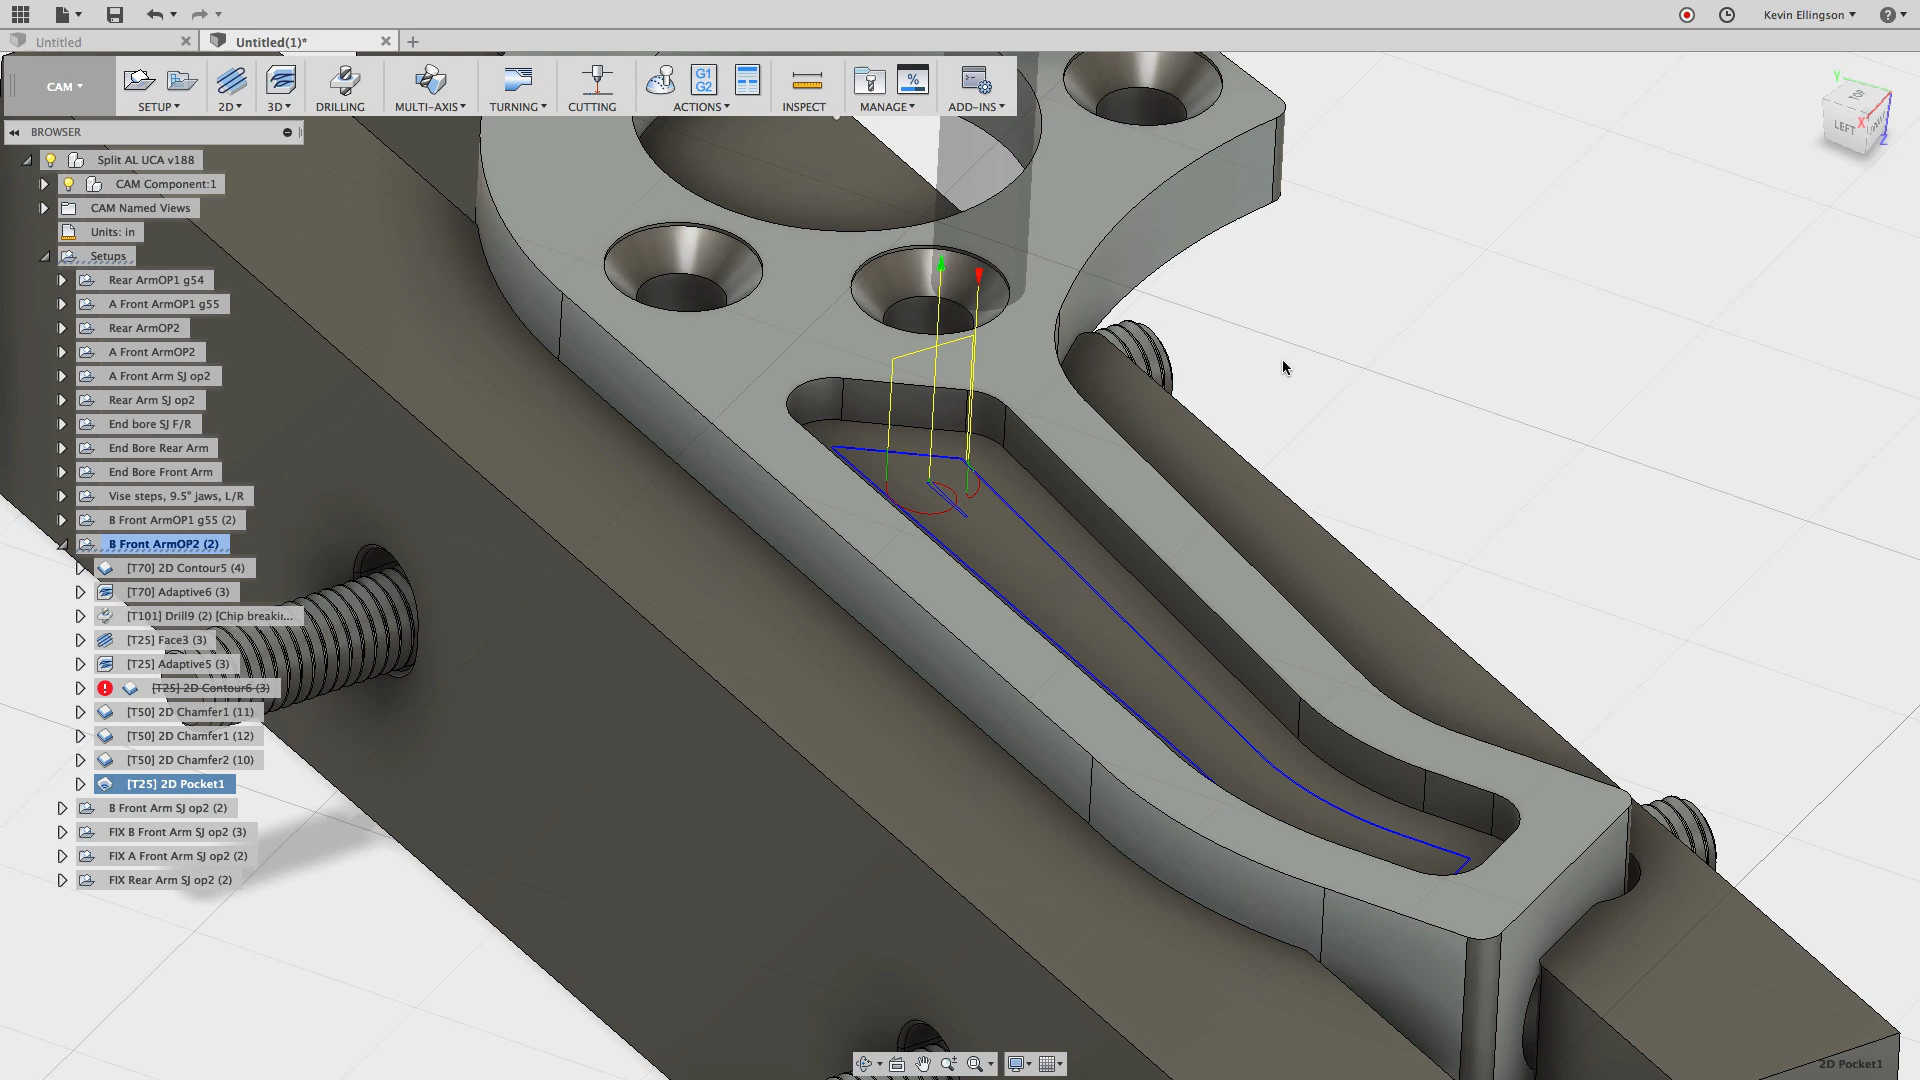 Kevin Ellingson
?
Untitled
Untitled(1)*
CAM
SETUP
2D
3D
DRILLING
MULTI-AXIS
TURNING
CUTTING
G1
G2
ACTIONS
INSPECT
%
MANAGE
ADD-INS
BROWSER
Split AL UCA v188
CAM Component:1
CAM Named Views
Units: in
Setups
Rear ArmOP1 g54
A Front ArmOP1 g55
Rear ArmOP2
A Front ArmOP2
A Front Arm SJ op2
Rear Arm SJ op2
End bore SJ F/R
End Bore Rear Arm
End Bore Front Arm
Vise steps, 9.5" jaws, L/R
B Front ArmOP1 g55 (2)
B Front ArmOP2 (2)
[T70] 2D Contour5 (4)
[T70] Adaptive6 (3)
[T101] Drill9 (2) [Chip breaki...
[T25] Face3 (3)
[T25] Adaptive5 (3)
[T25] 2D Contour6 (3)
[T50] 2D Chamfer1 (11)
[T50] 2D Chamfer1 (12)
[T50] 2D Chamfer2 (10)
[T25] 2D Pocket1
B Front Arm SJ op2 (2)
FIX B Front Arm SJ op2 (3)
FIX A Front Arm SJ op2 (2)
FIX Rear Arm SJ op2 (2)
Y
TOP
LEFT
X
Z
2D Pocket1